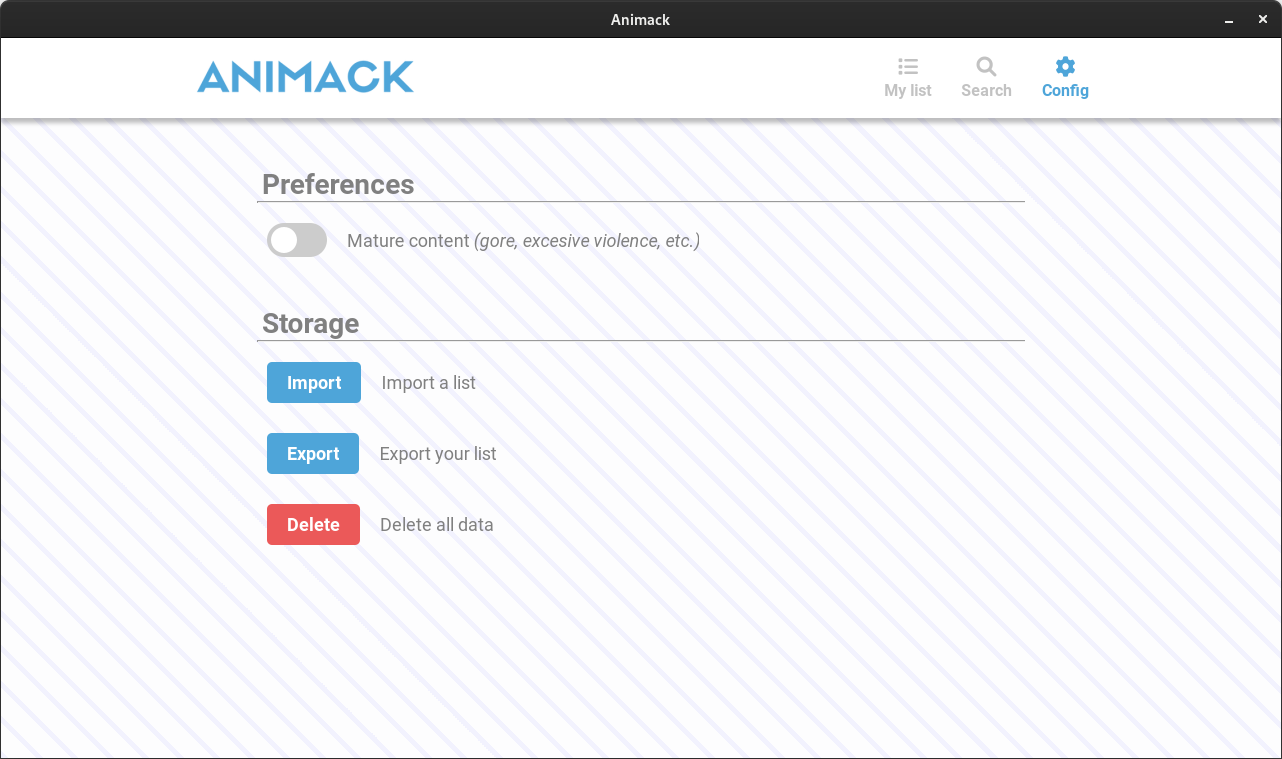 Animack
ANIMACK
My list
Search
Config
Preferences
Mature content (gore, excesive violence, etc.)
Storage
Import
Import a list
Export
Export your list
Delete
Delete all data